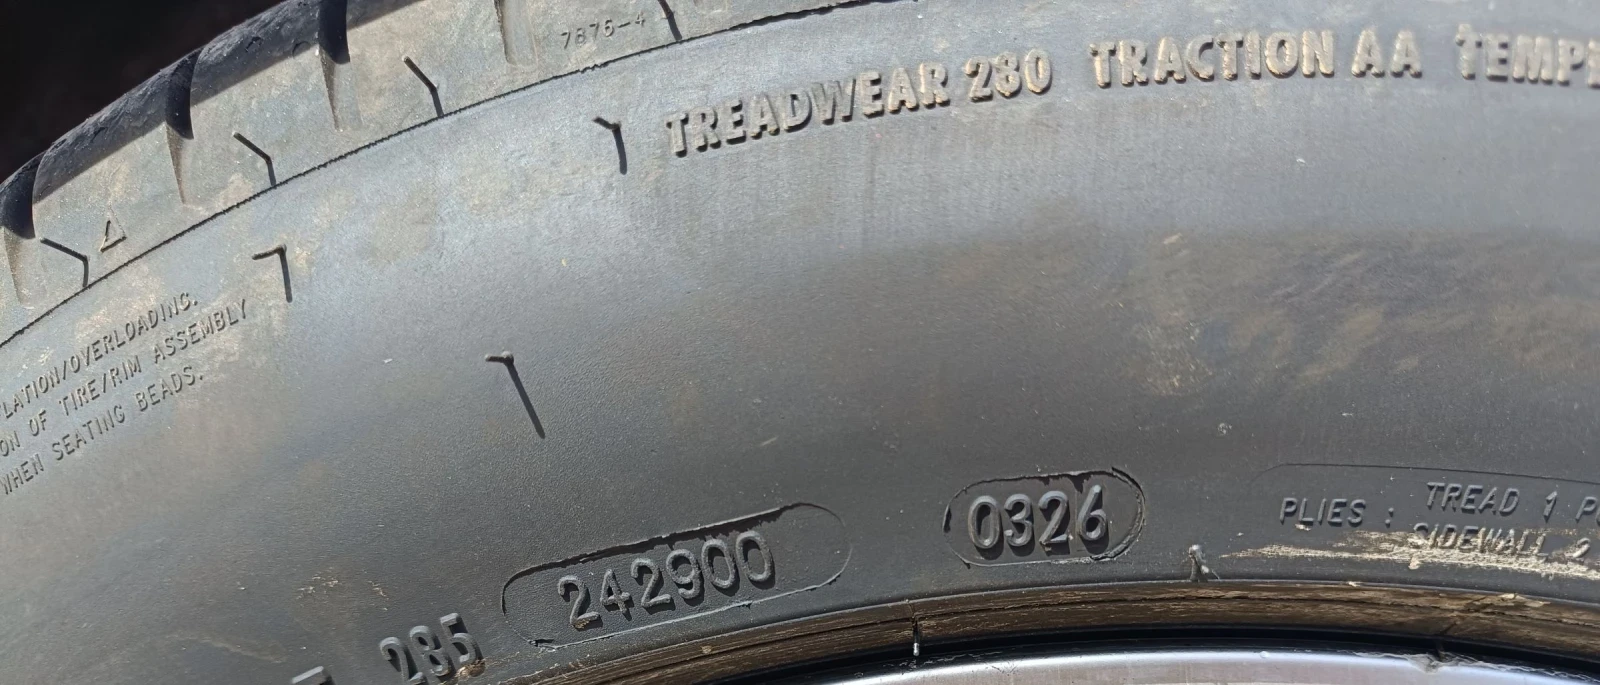 7876-4
TREADWEAR 280 TRACTION AA TEMPE
LATION/OVERLOADING.
ON OF TIRE/RIM ASSEMBLY
WHEN SEATING BEADS.
285 242900 0326
PLIES : TREAD 1 P
SIDEWALL 2